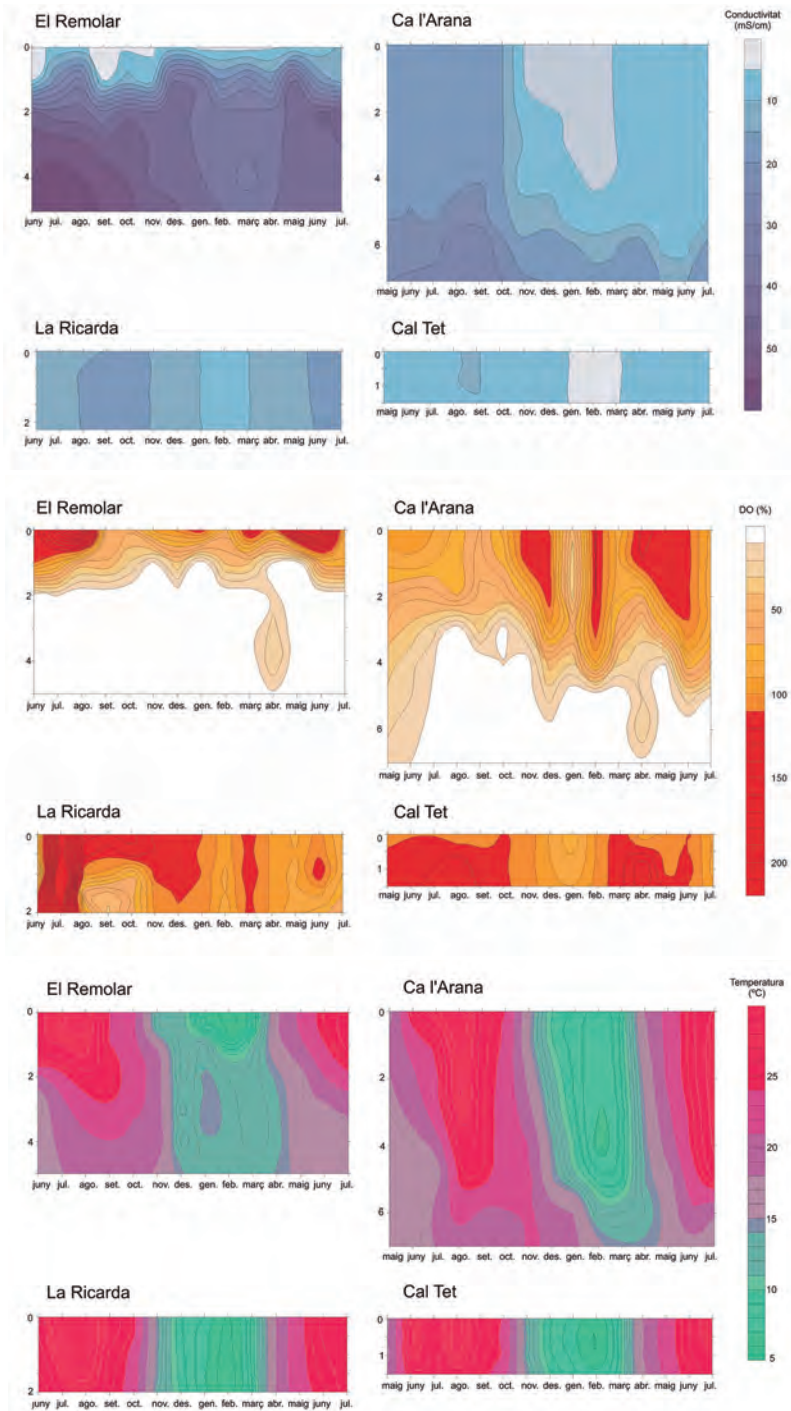 El Remolar
Ca l'Arana
Conductivitat
(mS/cm)
0
2
4
juny jul. ago. set. oct. nov. des. gen. feb. març abr. maig juny jul.
0
2
4
6
maig juny jul. ago. set. oct. nov. des. gen. feb. març abr. maig juny jul.
10
20
30
40
50
La Ricarda
Cal Tet
0
2
juny jul. ago. set. oct. nov. des. gen. feb. març abr. maig juny jul.
0
1
maig juny jul. ago. set. oct. nov. des. gen. feb. març abr. maig juny jul.
El Remolar
Ca l'Arana
DO (%)
0
2
4
juny jul. ago. set. oct. nov. des. gen. feb. març abr. maig juny jul.
0
2
4
6
maig juny jul. ago. set. oct. nov. des. gen. feb. març abr. maig juny jul.
50
100
150
200
La Ricarda
Cal Tet
0
2
juny jul. ago. set. oct. nov. des. gen. feb. març abr. maig juny jul.
0
1
maig juny jul. ago. set. oct. nov. des. gen. feb. març abr. maig juny jul.
El Remolar
Ca l'Arana
Temperatura
(ºC)
0
2
4
juny jul. ago. set. oct. nov. des. gen. feb. març abr. maig juny jul.
0
2
4
6
maig juny jul. ago. set. oct. nov. des. gen. feb. març abr. maig juny jul.
25
20
15
10
5
La Ricarda
Cal Tet
0
2
juny jul. ago. set. oct. nov. des. gen. feb. març abr. maig juny jul.
0
1
maig juny jul. ago. set. oct. nov. des. gen. feb. març abr. maig juny jul.